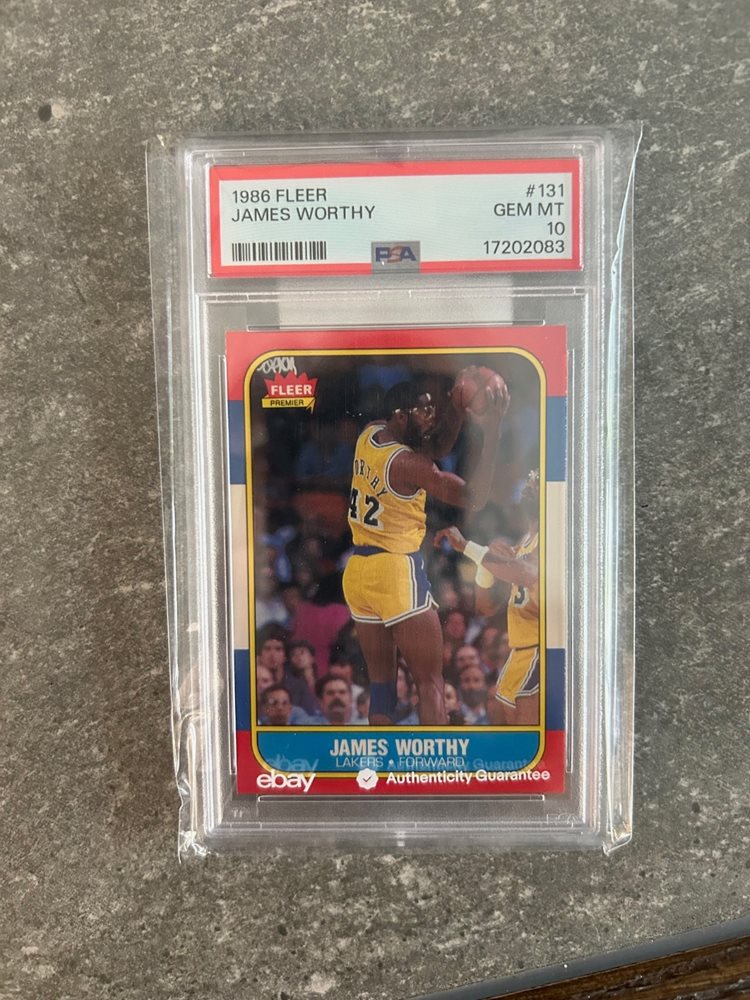 1986 FLEER #131
JAMES WORTHY GEM MT
10
PSA 17202083
FLEER
PREMIER
ORTHY
42
JAMES WORTHY
LAKERS • FORWARD
ebay Authenticity Guarantee